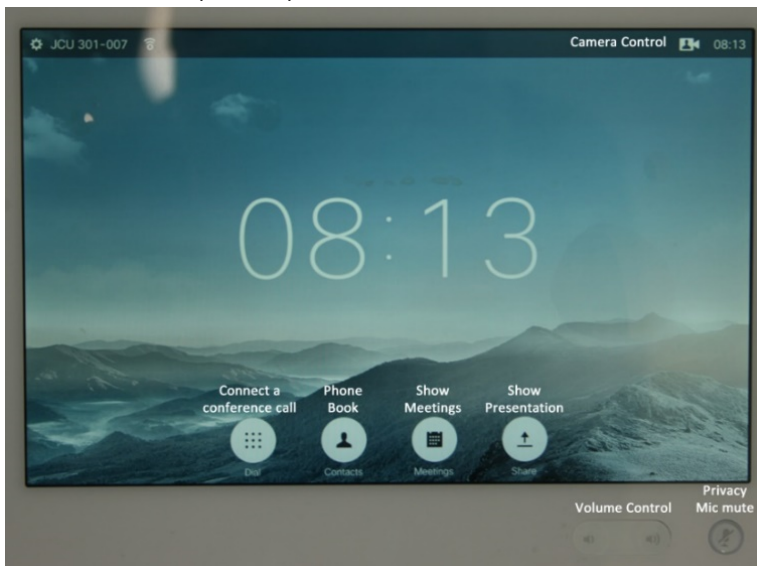 JCU 301-007
Camera Control
08:13
08:13
Connect a
conference call
Phone
Book
Show
Meetings
Show
Presentation
Dial
Contacts
Meetings
Share
Volume Control
Privacy
Mic mute